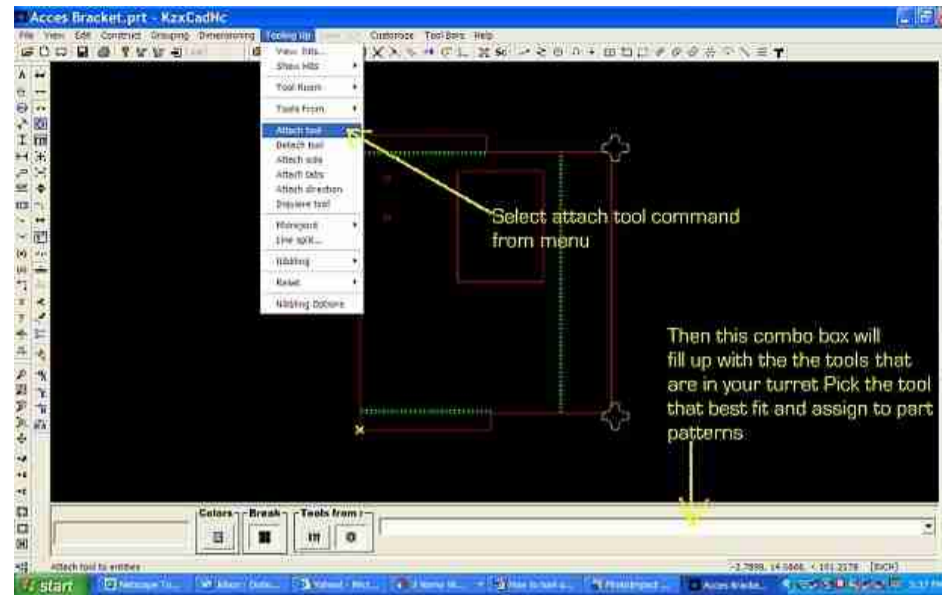 Acces Bracket.prt - KzxCadNc
File View Edit Construct Grouping Dimensioning Tooling Up Customize Tool Bars Help
View Hits...
Show Hits
Tool Room
Tools From
Attach tool
Detach tool
Attach side
Attach tabs
Attach direction
Line split...
Nibbling
Reset
Nibbling Options
Select attach tool command
from menu
Then this combo box will
fill up with the the tools that
are in your turret Pick the tool
that best fit and assign to part
patterns
Colors
Break
Tools from
Attach tool to entities
[INCH]
start